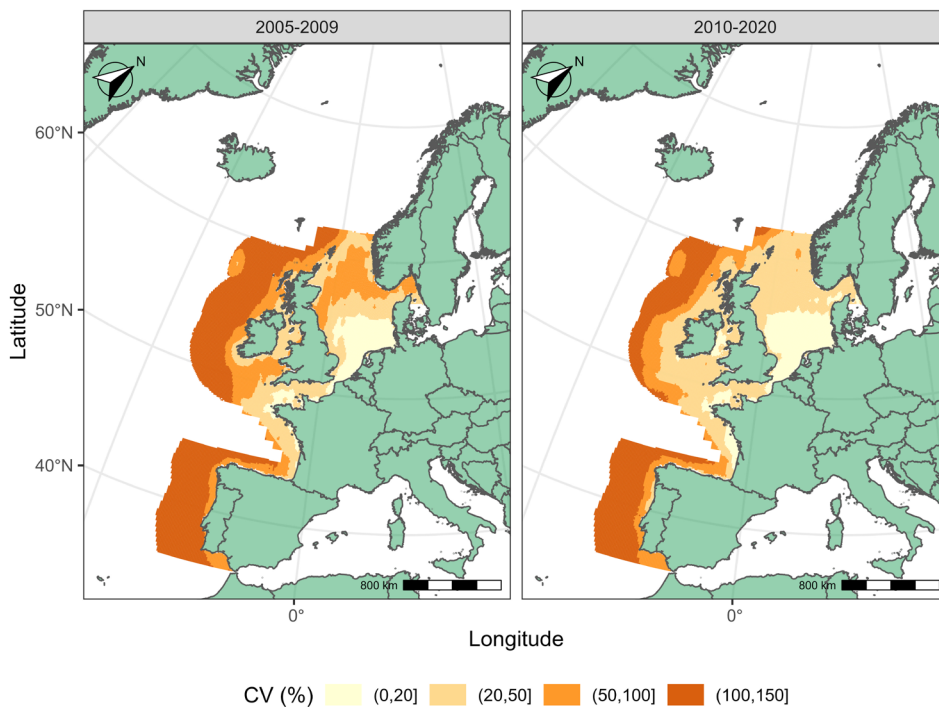 2005-2009
2010-2020
N
N
60°N
50°N
40°N
Latitude
800 km
800 km
0°
0°
Longitude
CV (%)
(0,20]
(20,50]
(50,100]
(100,150]